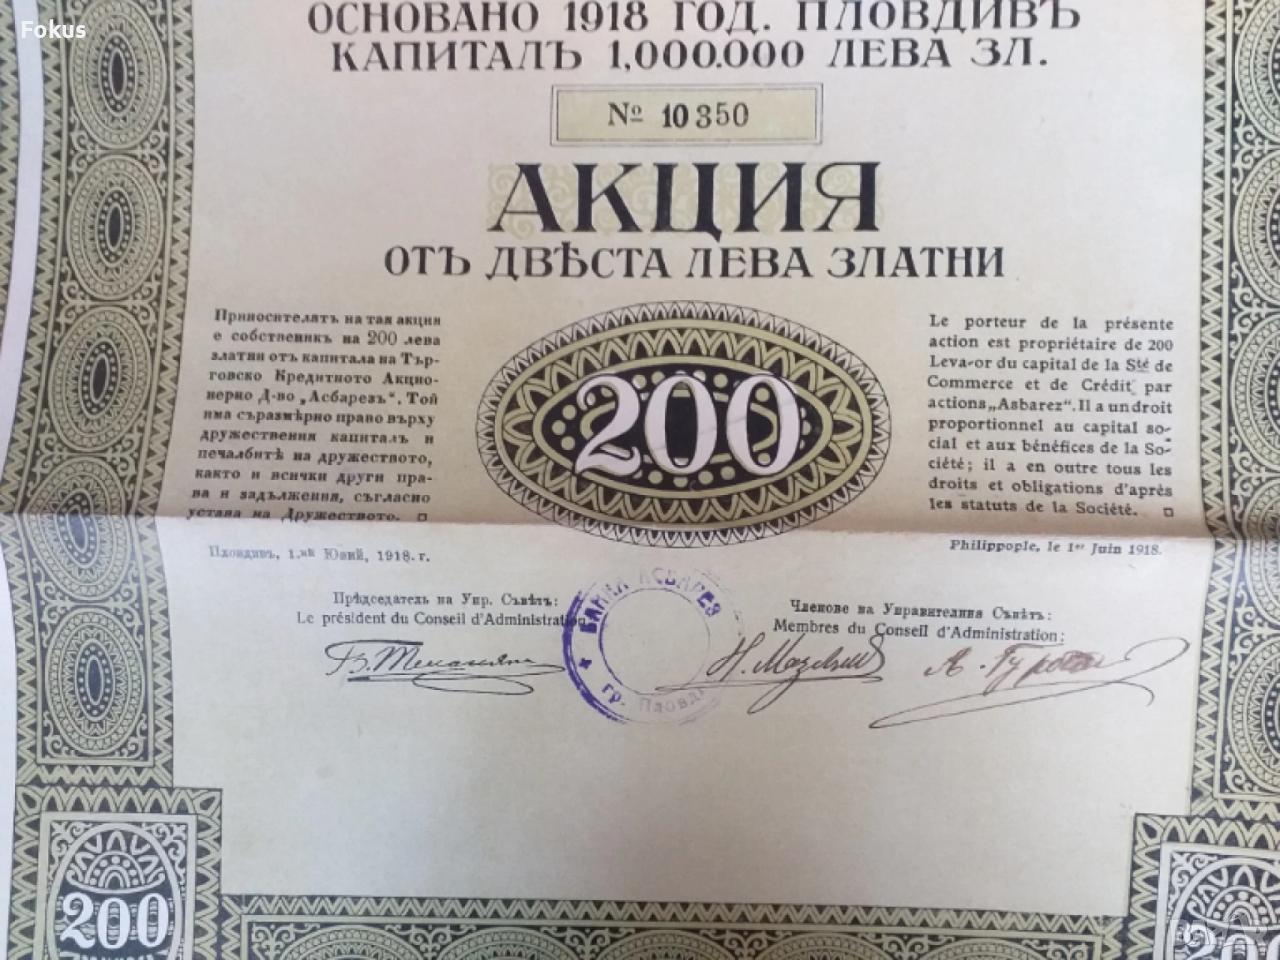 Fokus
ОСНОВАНО 1918 ГОД. ПЛОВДИВЪ
КАПИТАЛЪ 1,000.000 ЛЕВА ЗЛ.
№ 10350
АКЦИЯ
ОТЪ ДВѢСТА ЛЕВА ЗЛАТНИ
Приносительтъ на тая акция
е собственикъ на 200 лева
златни отъ капитала на Тър-
говско Кредитното Акцио-
нерно Д-во „Асбарезъ“. Той
има съразмѣрно право върху
дружествения капиталъ и
печалбитѣ на дружеството,
както и всички други пра-
ва и задължения, съгласно
устава на Дружеството.
200
Le porteur de la présente
action est propriétaire de 200
Leva-or du capital de la Sté de
Commerce et de Crédit par
actions „Asbarez“. Il a un droit
proportionnel au capital so-
cial et aux bénéfices de la So-
ciété; il a en outre tous les
droits et obligations d'après
les statuts de la Société.
Пловдивъ, 1.ий Юний, 1918. г.
Philippople, le 1er Juin 1918.
Прѣдседатель на Упр. Съвѣтъ:
Le président du Conseil d'Administration
Членове на Управителния Съвѣтъ:
Membres du Conseil d'Administration:
БАНКА АСБАРЕЗ
гр. Пловди
200
200